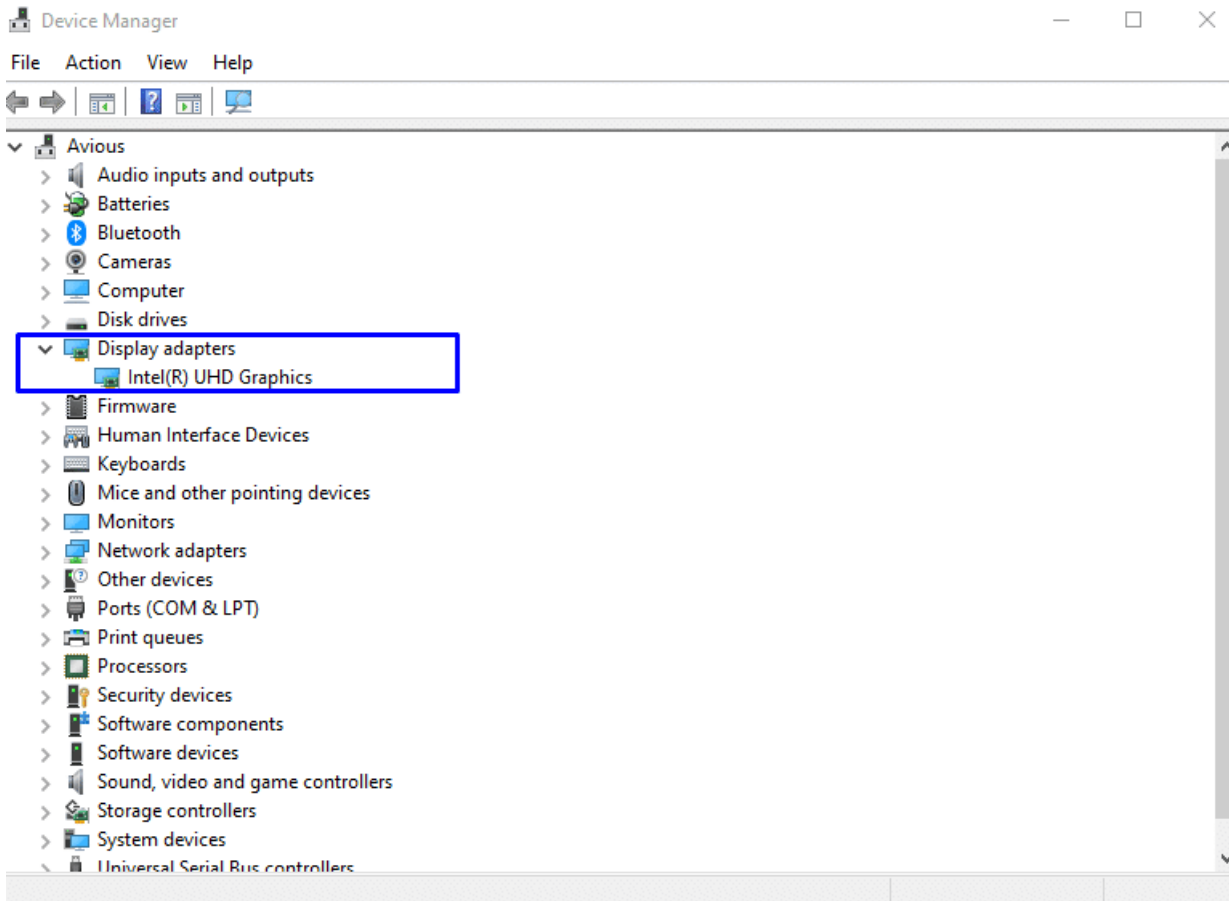 Device Manager
File Action View Help
Avious
Audio inputs and outputs
Batteries
Bluetooth
Cameras
Computer
Disk drives
Display adapters
Intel(R) UHD Graphics
Firmware
Human Interface Devices
Keyboards
Mice and other pointing devices
Monitors
Network adapters
Other devices
Ports (COM & LPT)
Print queues
Processors
Security devices
Software components
Software devices
Sound, video and game controllers
Storage controllers
System devices
Universal Serial Bus controllers